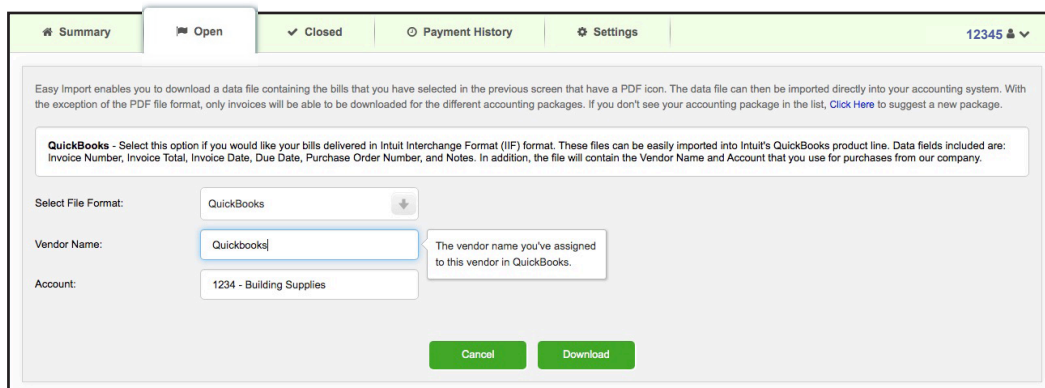 Summary Open Closed Payment History Settings 12345
Easy Import enables you to download a data file containing the bills that you have selected in the previous screen that have a PDF icon. The data file can then be imported directly into your accounting system. With
the exception of the PDF file format, only invoices will be able to be downloaded for the different accounting packages. If you don't see your accounting package in the list, Click Here to suggest a new package.
QuickBooks - Select this option if you would like your bills delivered in Intuit Interchange Format (IIF) format. These files can be easily imported into Intuit's QuickBooks product line. Data fields included are:
Invoice Number, Invoice Total, Invoice Date, Due Date, Purchase Order Number, and Notes. In addition, the file will contain the Vendor Name and Account that you use for purchases from our company.
Select File Format: QuickBooks
Vendor Name: Quickbooks
The vendor name you've assigned
to this vendor in QuickBooks.
Account: 1234 - Building Supplies
Cancel Download